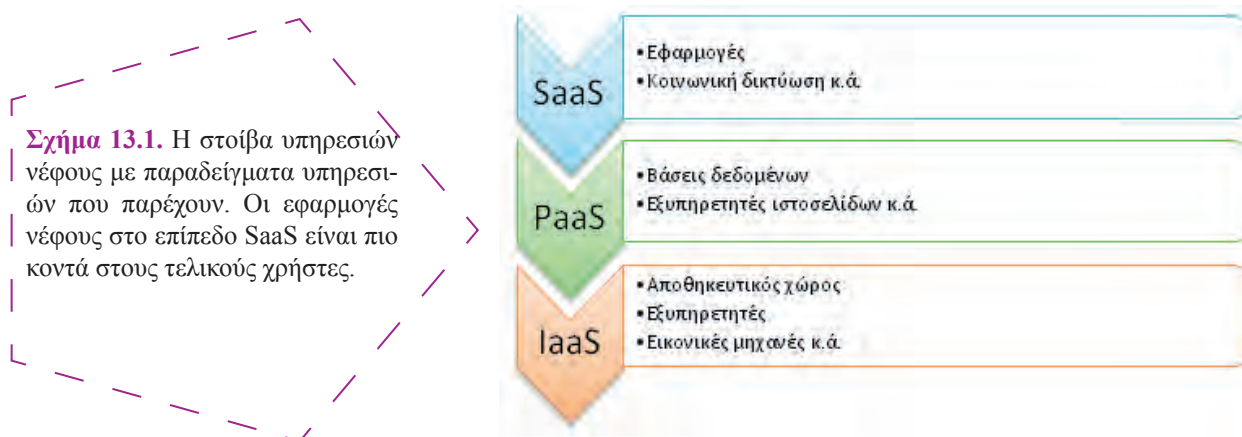 Σχήμα 13.1. Η στοίβα υπηρεσιών
νέφους με παραδείγματα υπηρεσι-
ών που παρέχουν. Οι εφαρμογές
νέφους στο επίπεδο SaaS είναι πιο
κοντά στους τελικούς χρήστες.
SaaS
•Εφαρμογές
•Κοινωνική δικτύωση κ.ά.
PaaS
•Βάσεις δεδομένων
•Εξυπηρετητές ιστοσελίδων κ.ά.
IaaS
•Αποθηκευτικός χώρος
•Εξυπηρετητές
•Εικονικές μηχανές κ.ά.